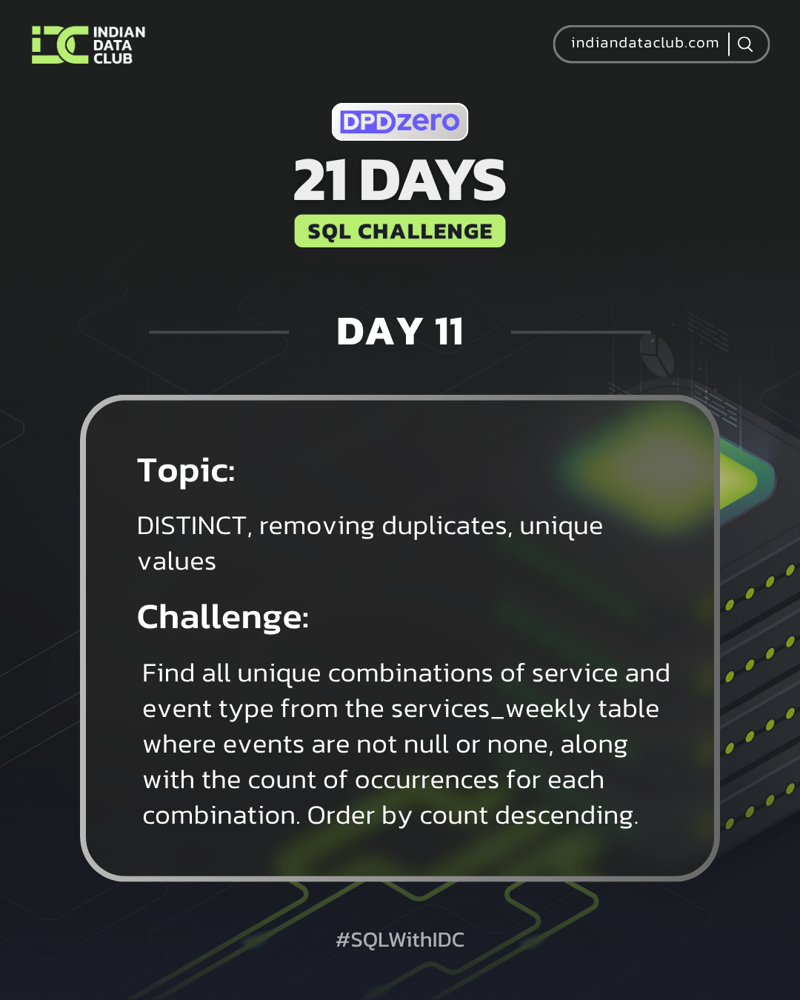 INDIAN
DATA
CLUB
indiandataclub.com
DPDzero
21 DAYS
SQL CHALLENGE
DAY 11
Topic:
DISTINCT, removing duplicates, unique
values
Challenge:
Find all unique combinations of service and
event type from the services_weekly table
where events are not null or none, along
with the count of occurrences for each
combination. Order by count descending.
#SQLWithIDC